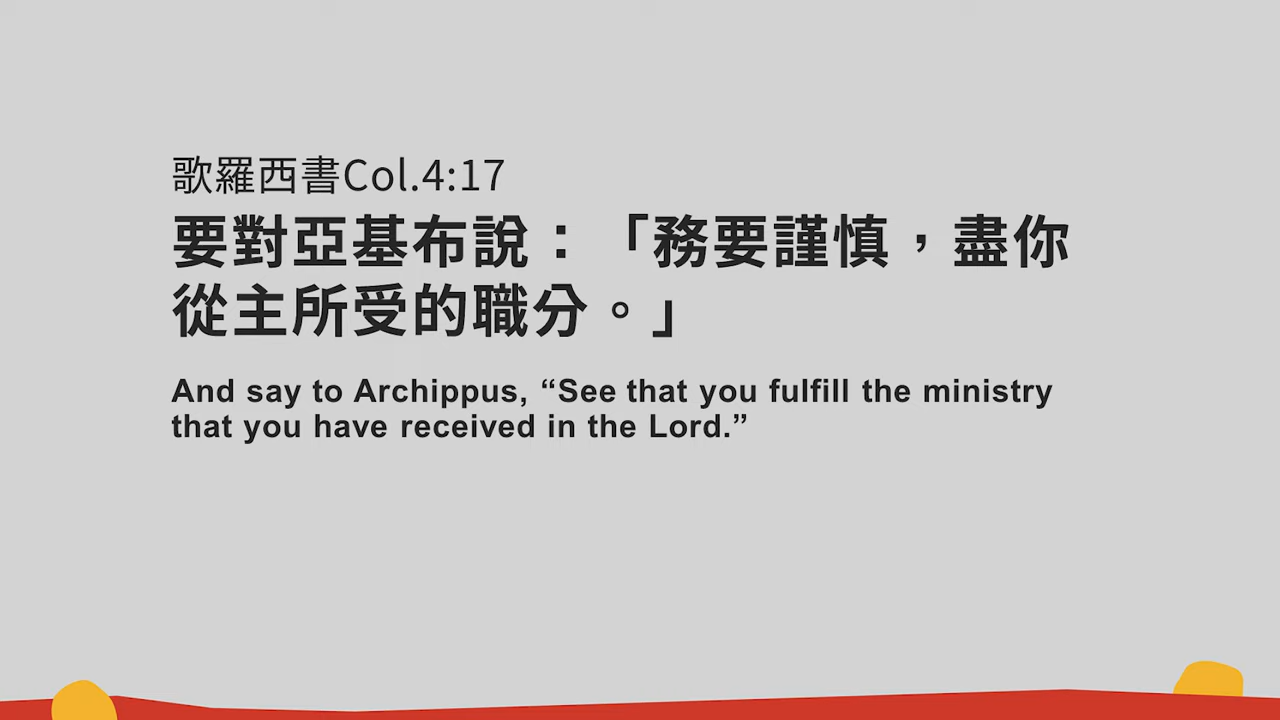 歌羅西書Col.4:17
要對亞基布說：「務要謹慎，盡你
從主所受的職分。」
And say to Archippus, “See that you fulfill the ministry
that you have received in the Lord.”